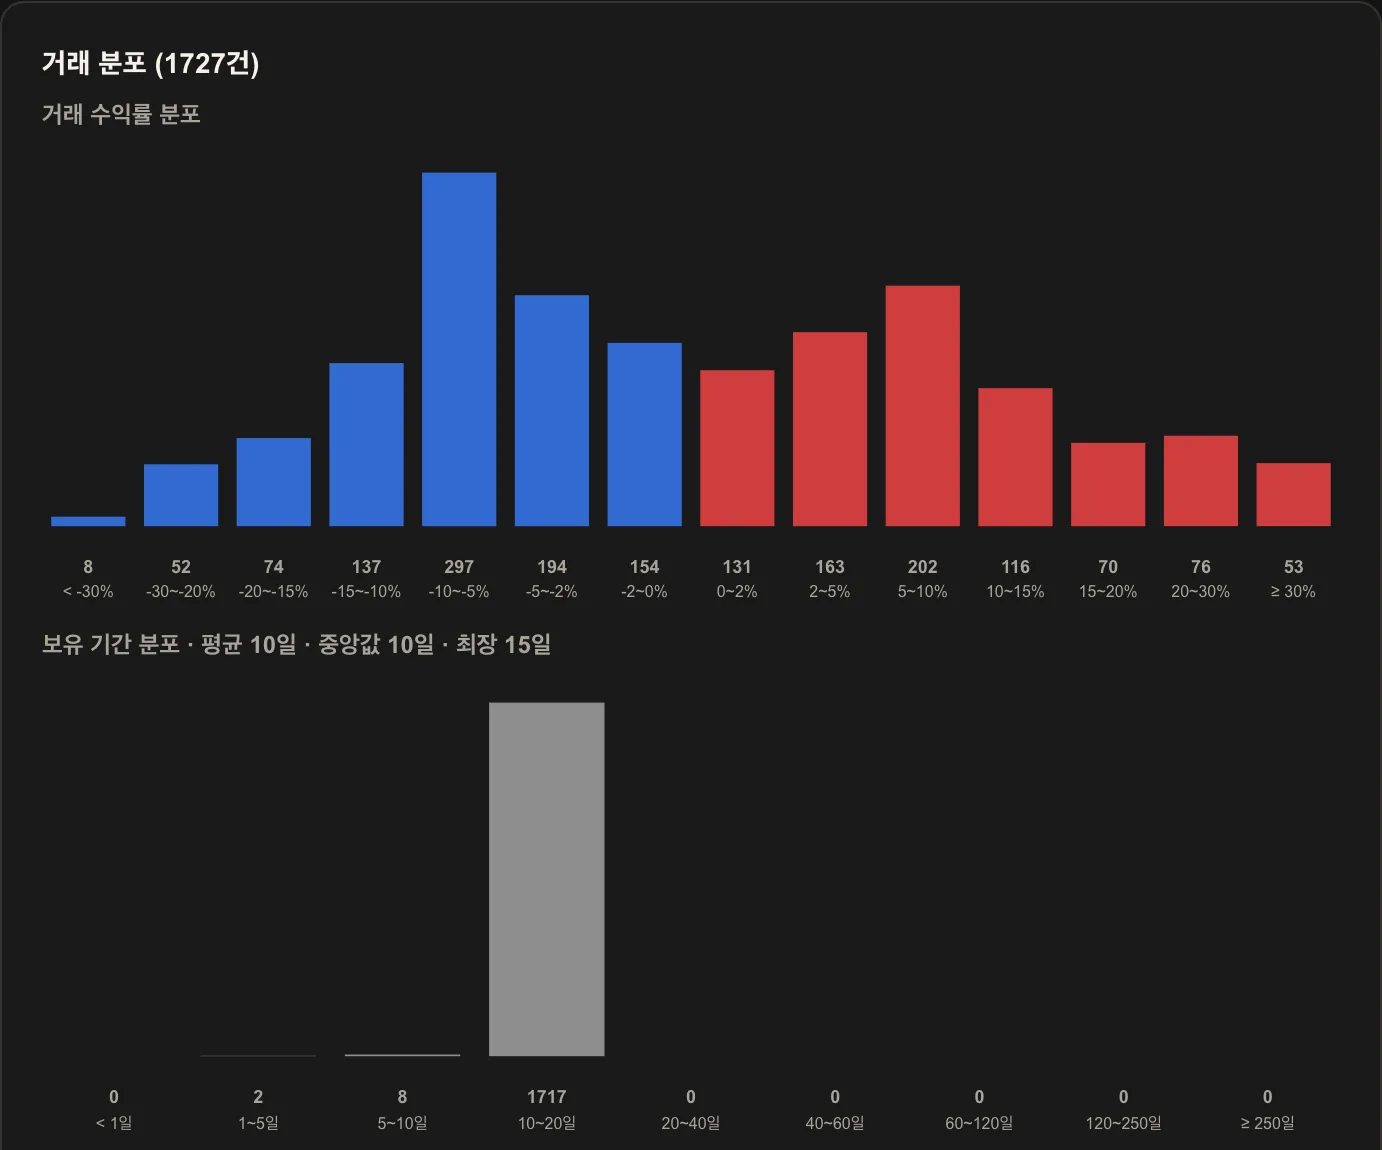 거래 분포 (1727건)
거래 수익률 분포
8 52 74 137 297 194 154 131 163 202 116 70 76 53
< -30% -30~-20% -20~-15% -15~-10% -10~-5% -5~-2% -2~0% 0~2% 2~5% 5~10% 10~15% 15~20% 20~30% ≥ 30%
보유 기간 분포 · 평균 10일 · 중앙값 10일 · 최장 15일
0 2 8 1717 0 0 0 0 0
< 1일 1~5일 5~10일 10~20일 20~40일 40~60일 60~120일 120~250일 ≥ 250일